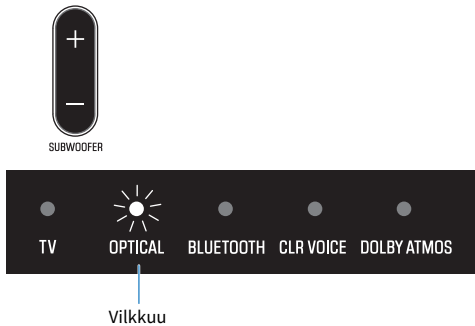 SUBWOOFER
TV OPTICAL BLUETOOTH CLR VOICE DOLBY ATMOS
Vilkkuu